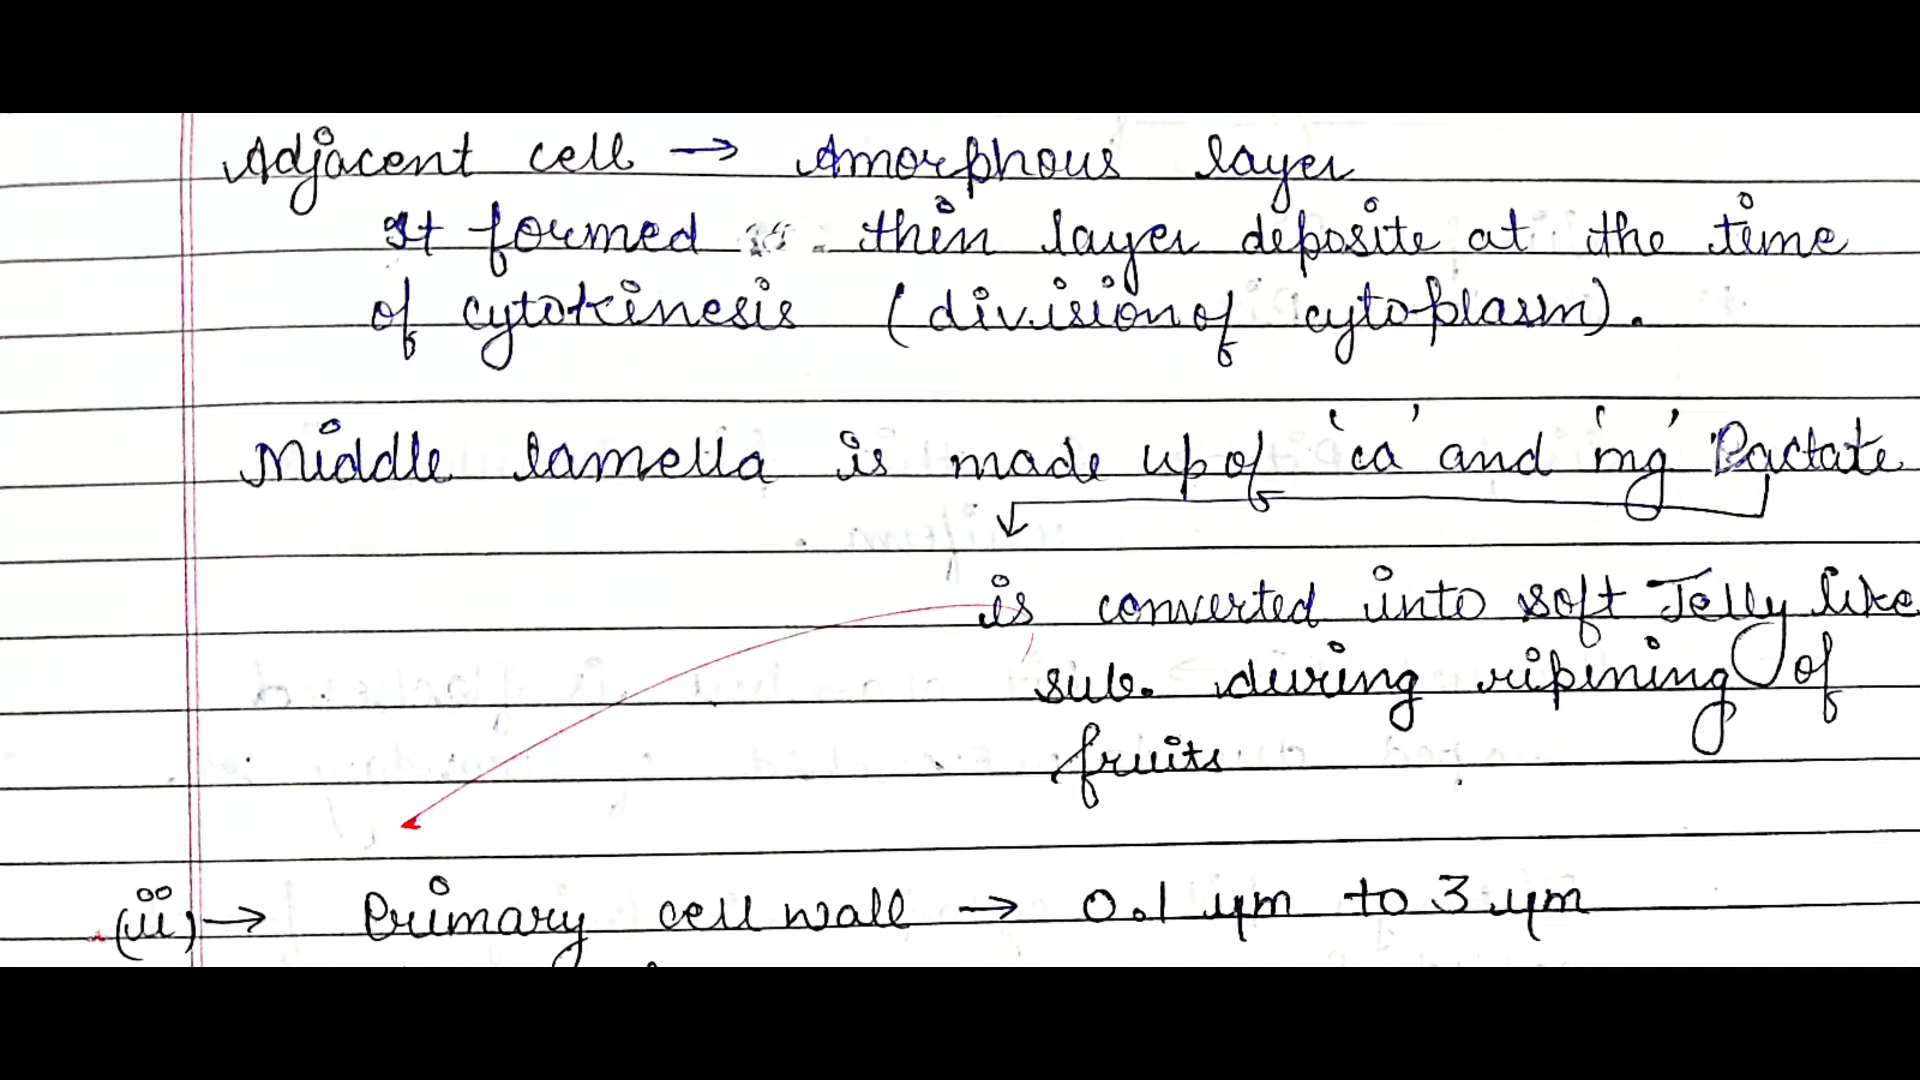 Adjacent cell → Amorphous layer
It formed thin layer deposite at the time
of cytokinesis (division of cytoplasm).
Middle lamella is made up of 'ca' and 'mg' Pactate
is converted into soft Jelly like
sub. during ripining of
fruits
(ii) → Primary cell wall → 0.1 μm to 3 μm